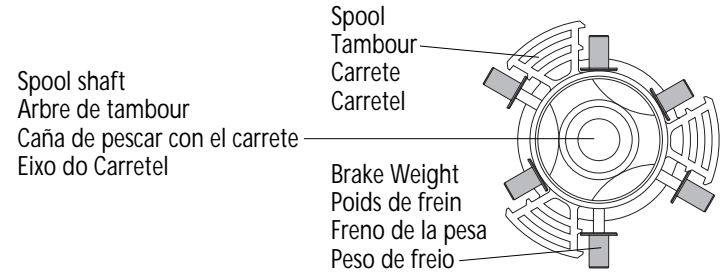 Spool
Tambour
Carrete
Carretel
Spool shaft
Arbre de tambour
Caña de pescar con el carrete
Eixo do Carretel
Brake Weight
Poids de frein
Freno de la pesa
Peso de freio